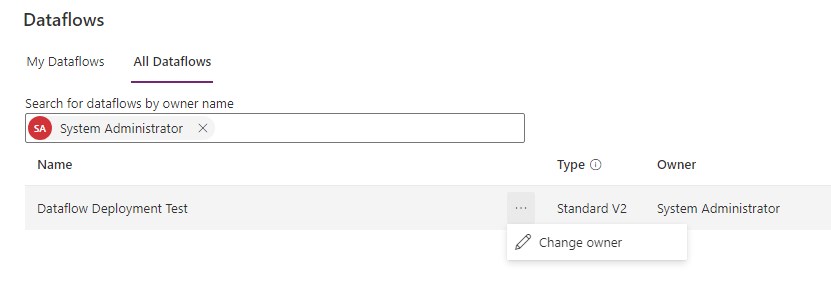 Dataflows
My Dataflows All Dataflows
Search for dataflows by owner name
SA System Administrator
Name Type Owner
Dataflow Deployment Test ... Standard V2 System Administrator
Change owner